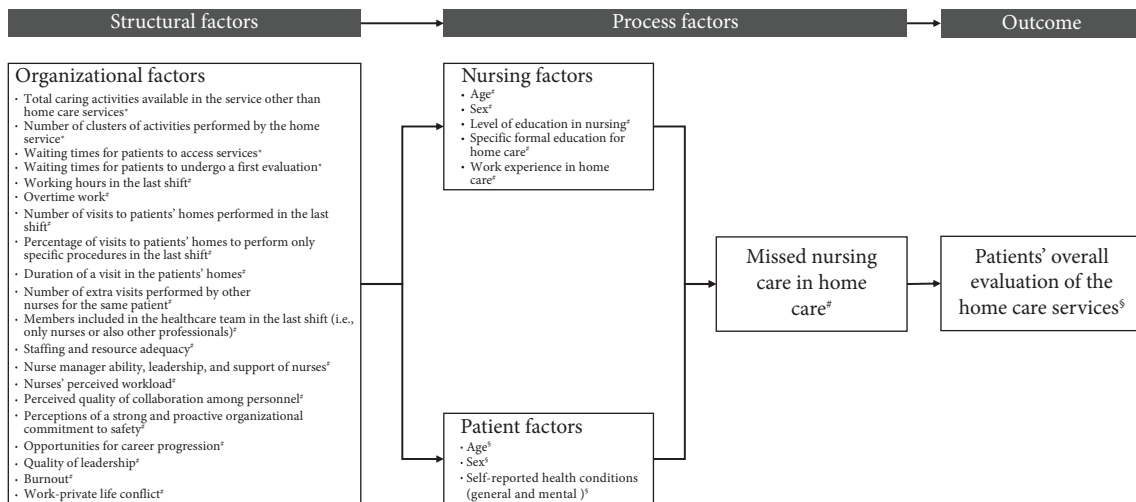 Structural factors
Process factors
Outcome
Organizational factors
· Total caring activities available in the service other than
home care services*
· Number of clusters of activities performed by the home
service*
· Waiting times for patients to access services*
· Waiting times for patients to undergo a first evaluation*
· Working hours in the last shift#
· Overtime work#
· Number of visits to patients’ homes performed in the last
shift#
· Percentage of visits to patients’ homes to perform only
specific procedures in the last shift#
· Duration of a visit in the patients’ homes#
· Number of extra visits performed by other
nurses for the same patient#
· Members included in the healthcare team in the last shift (i.e.,
only nurses or also other professionals)#
· Staffing and resource adequacy#
· Nurse manager ability, leadership, and support of nurses#
· Nurses’ perceived workload#
· Perceived quality of collaboration among personnel#
· Perceptions of a strong and proactive organizational
commitment to safety#
· Opportunities for career progression#
· Quality of leadership#
· Burnout#
· Work-private life conflict#
Nursing factors
· Age#
· Sex#
· Level of education in nursing#
· Specific formal education for
home care#
· Work experience in home
care#
Patient factors
· Age§
· Sex§
· Self-reported health conditions
(general and mental )§
Missed nursing
care in home
care#
Patients’ overall
evaluation of the
home care services§